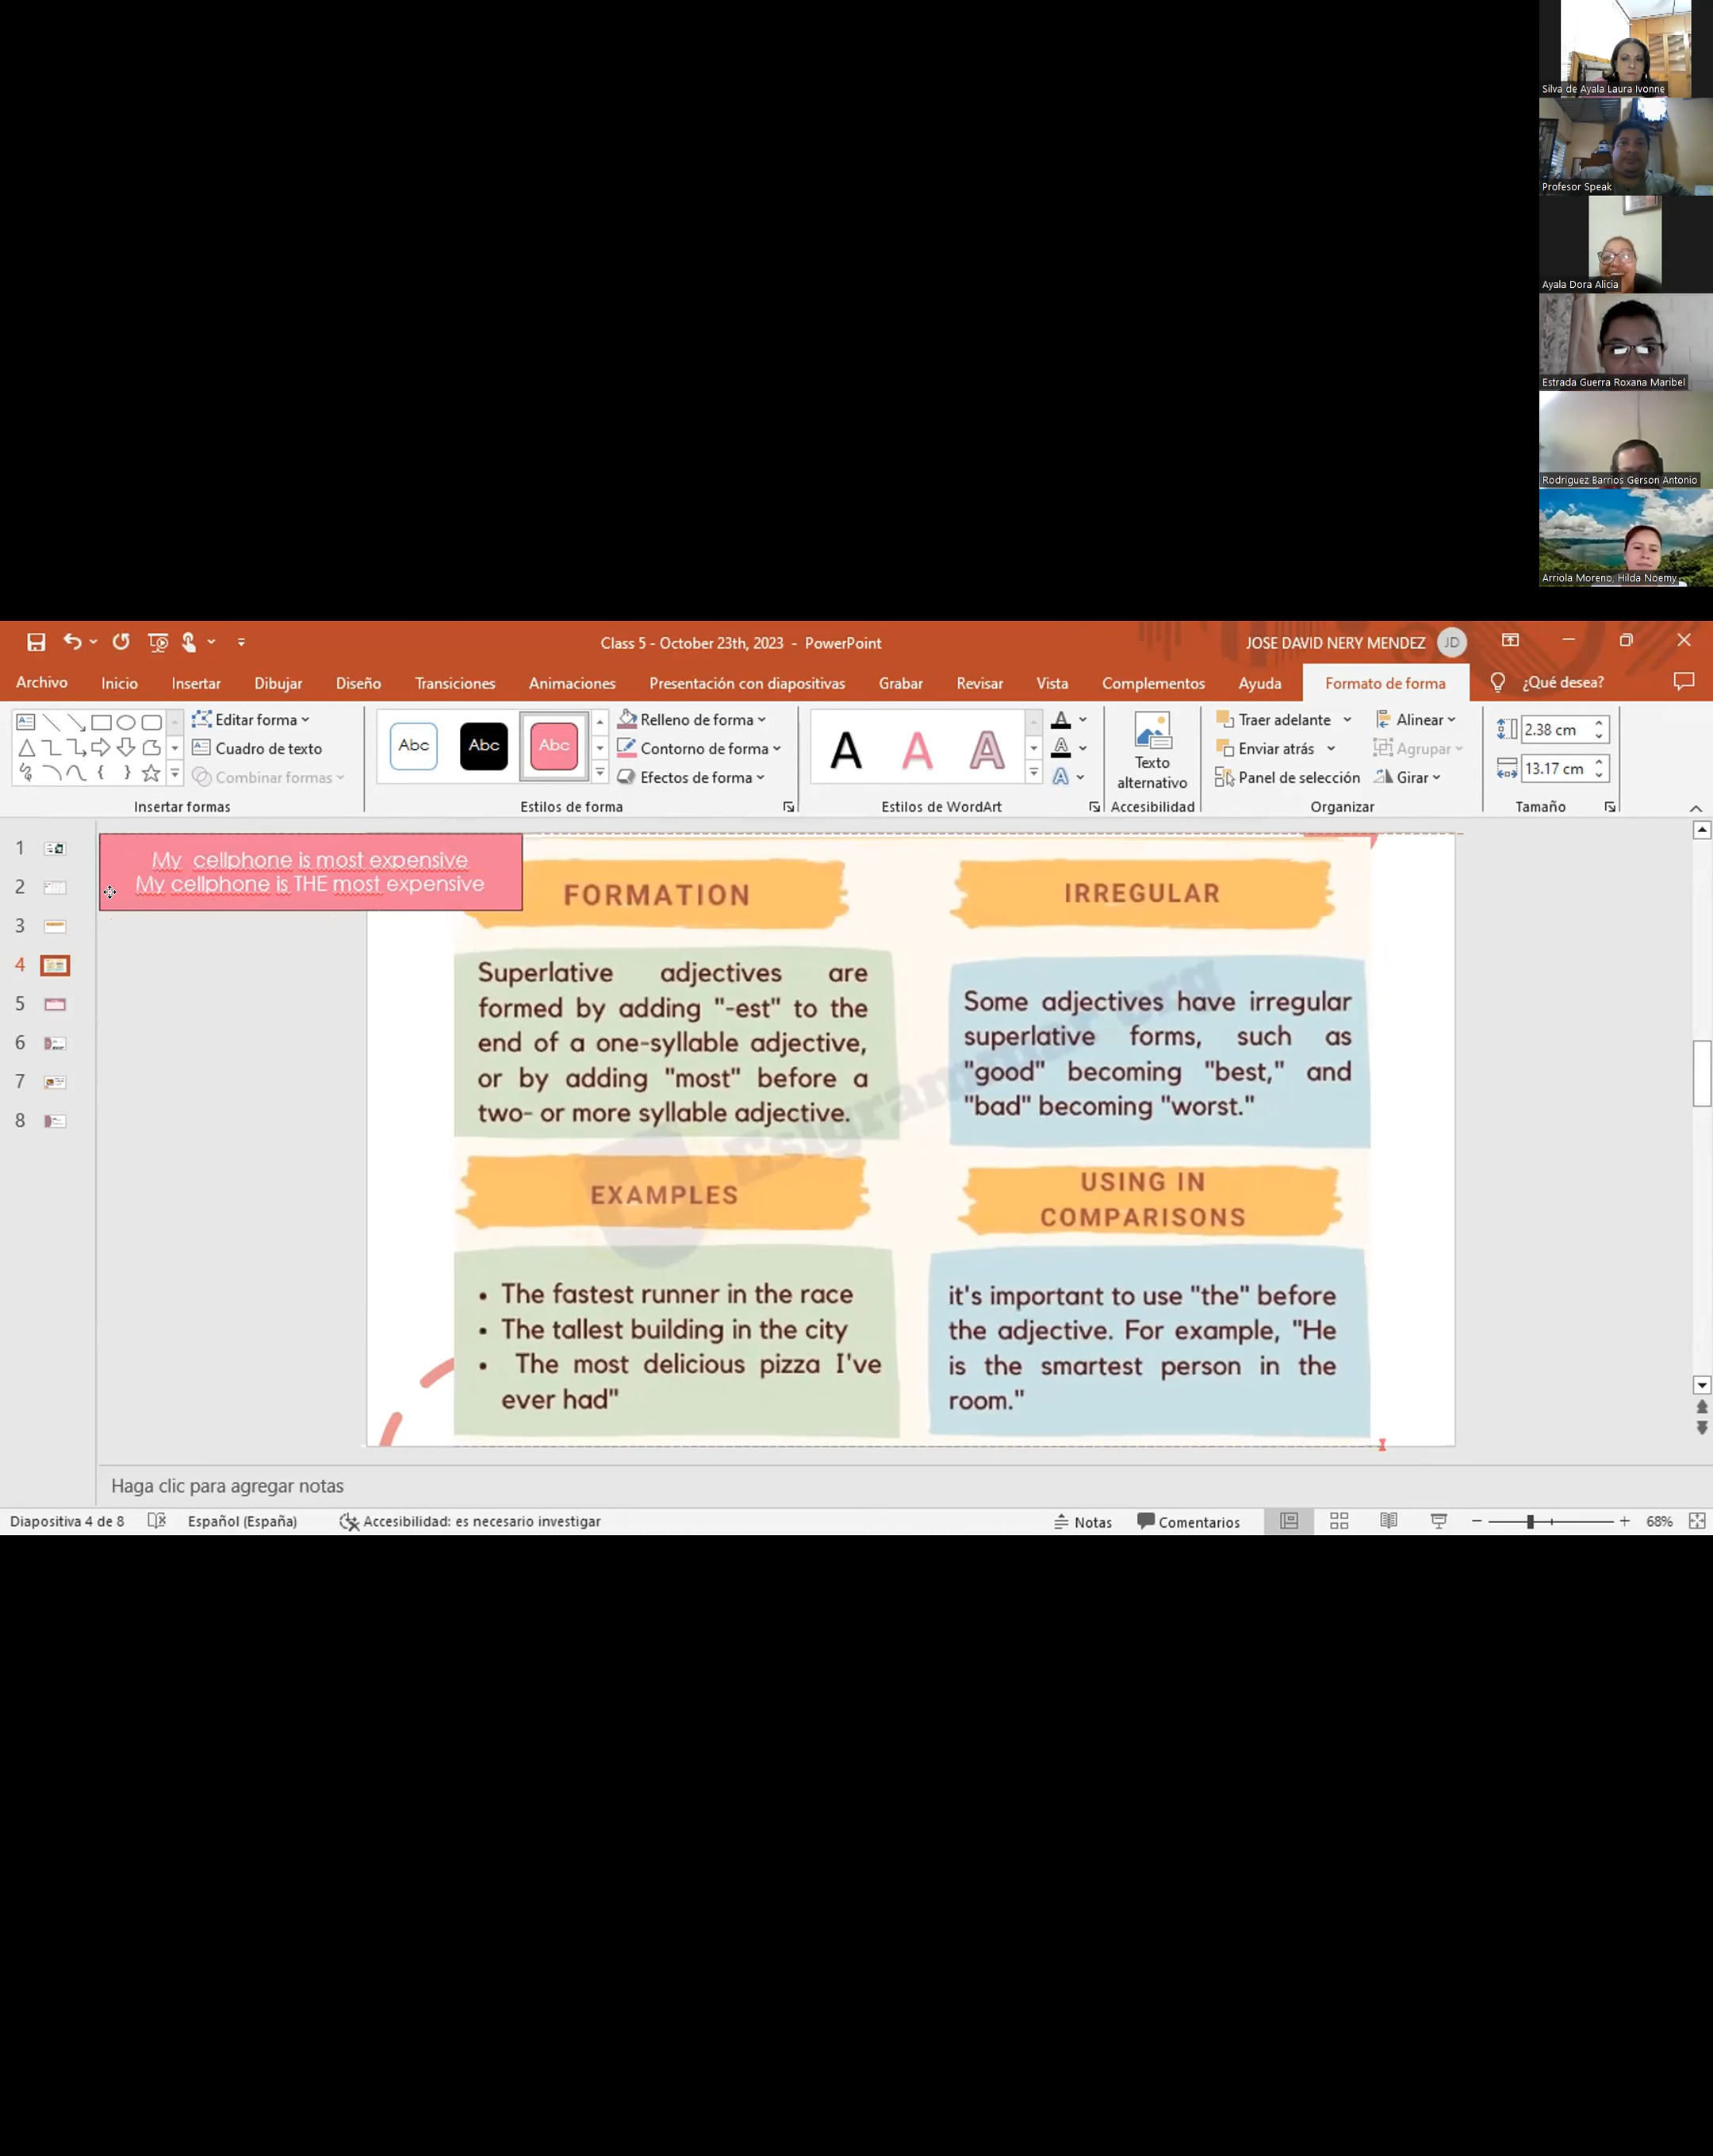 Silva de Ayala Laura Ivonne
Profesor Speak
Ayala Dora Alicia
Estrada Guerra Roxana Maribel
Rodriguez Barrios Gerson Antonio
Arriola Moreno, Hilda Noemy
Class 5 - October 23th, 2023 - PowerPoint
JOSE DAVID NERY MENDEZ
JD
Archivo Inicio Insertar Dibujar Diseño Transiciones Animaciones Presentación con diapositivas Grabar Revisar Vista Complementos Ayuda Formato de forma ¿Qué desea?
Editar forma
Cuadro de texto
Combinar formas
Insertar formas
Abc Abc Abc
Relleno de forma
Contorno de forma
Efectos de forma
Estilos de forma
A A A
A
A
A
Estilos de WordArt
Texto
alternativo
Accesibilidad
Traer adelante
Enviar atrás
Panel de selección
Alinear
Agrupar
Girar
Organizar
2.38 cm
13.17 cm
Tamaño
1
2
3
4
5
6
7
8
My cellphone is most expensive
My cellphone is THE most expensive
FORMATION
Superlative adjectives are
formed by adding "-est" to the
end of a one-syllable adjective,
or by adding "most" before a
two- or more syllable adjective.
IRREGULAR
Some adjectives have irregular
superlative forms, such as
"good" becoming "best," and
"bad" becoming "worst."
EXAMPLES
• The fastest runner in the race
• The tallest building in the city
• The most delicious pizza I've
ever had"
USING IN
COMPARISONS
it's important to use "the" before
the adjective. For example, "He
is the smartest person in the
room."
Eslgrammar.org
Haga clic para agregar notas
Diapositiva 4 de 8 Español (España) Accesibilidad: es necesario investigar Notas Comentarios 68%